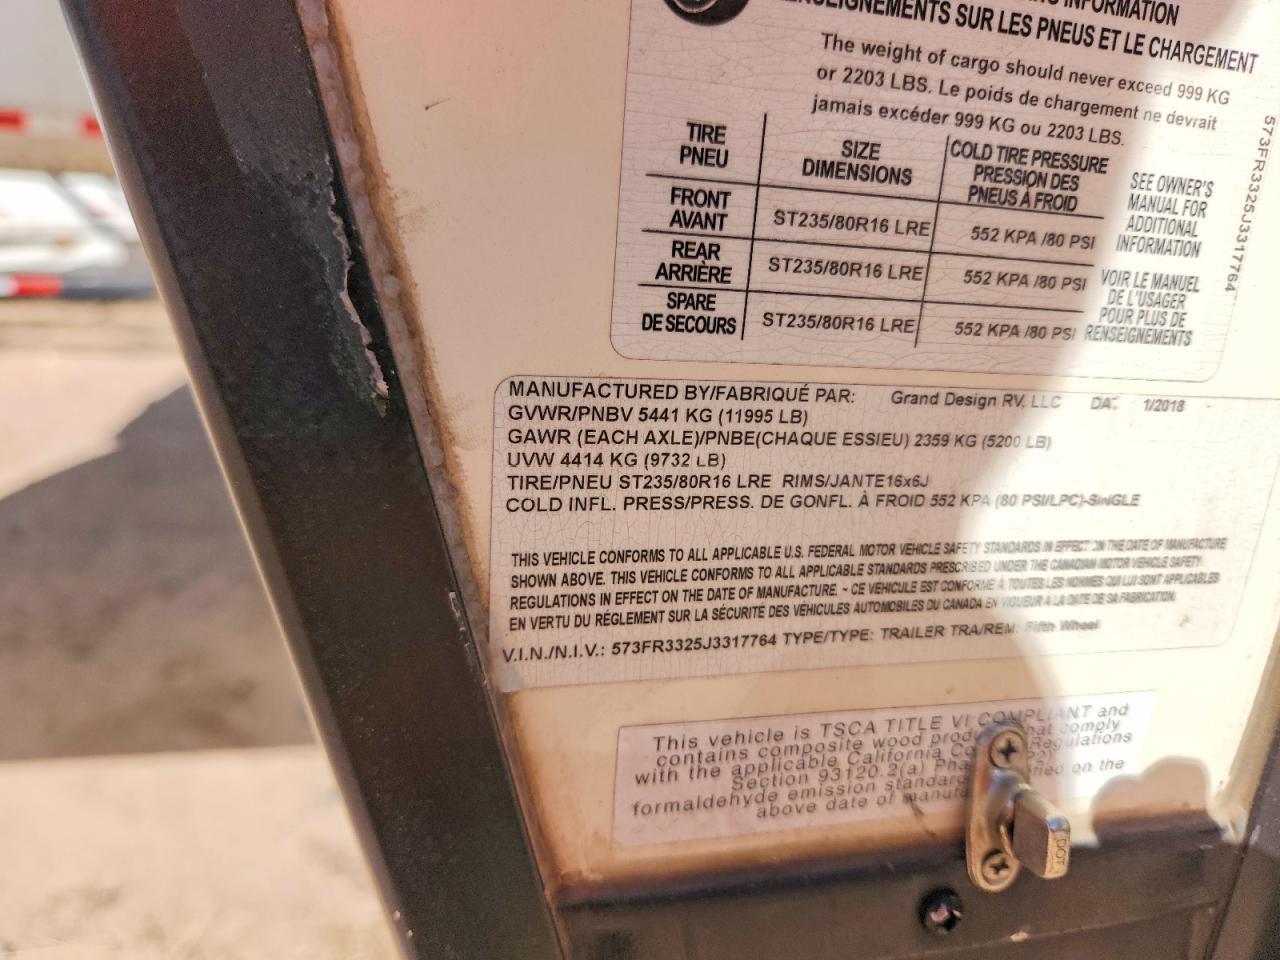 INFORMATION
RENSEIGNEMENTS SUR LES PNEUS ET LE CHARGEMENT
The weight of cargo should never exceed 999 KG
or 2203 LBS. Le poids de chargement ne devrait
jamais excéder 999 KG ou 2203 LBS.
TIRE
PNEU
SIZE
DIMENSIONS
COLD TIRE PRESSURE
PRESSION DES
PNEUS À FROID
FRONT
AVANT
ST235/80R16 LRE
552 KPA /80 PSI
REAR
ARRIÈRE
ST235/80R16 LRE
552 KPA /80 PSI
SPARE
DE SECOURS
ST235/80R16 LRE
552 KPA /80 PSI
SEE OWNER'S
MANUAL FOR
ADDITIONAL
INFORMATION
VOIR LE MANUEL
DE L'USAGER
POUR PLUS DE
RENSEIGNEMENTS
573FR3325J3317764
MANUFACTURED BY/FABRIQUÉ PAR: Grand Design RV, LLC 1/2018
GVWR/PNBV 5441 KG (11995 LB)
GAWR (EACH AXLE)/PNBE(CHAQUE ESSIEU) 2359 KG (5200 LB)
UVW 4414 KG (9732 LB)
TIRE/PNEU ST235/80R16 LRE RIMS/JANTE16x6J
COLD INFL. PRESS/PRESS. DE GONFL. À FROID 552 KPA (80 PSI/LPC)-SINGLE
THIS VEHICLE CONFORMS TO ALL APPLICABLE U.S. FEDERAL MOTOR VEHICLE SAFETY STANDARDS IN EFFECT ON THE DATE OF MANUFACTURE
SHOWN ABOVE. THIS VEHICLE CONFORMS TO ALL APPLICABLE STANDARDS PRESCRIBED UNDER THE CANADIAN MOTOR VEHICLE SAFETY
REGULATIONS IN EFFECT ON THE DATE OF MANUFACTURE. ~ CE VÉHICULE EST CONFORME À TOUTES LES NORMES QUI LUI SONT APPLICABLES
EN VERTU DU RÉGLEMENT SUR LA SÉCURITÉ DES VÉHICULES AUTOMOBILES DU CANADA EN VIGUEUR À LA DATE DE SA FABRICATION.
V.I.N./N.I.V.: 573FR3325J3317764 TYPE/TYPE: TRAILER TRA/REM: Fifth Wheel
This vehicle is TSCA TITLE VI COMPLIANT and
contains composite wood that comply
with the applicable California Regulations
Section 93120.2(a) on the
formaldehyde emission
above date of
DOT